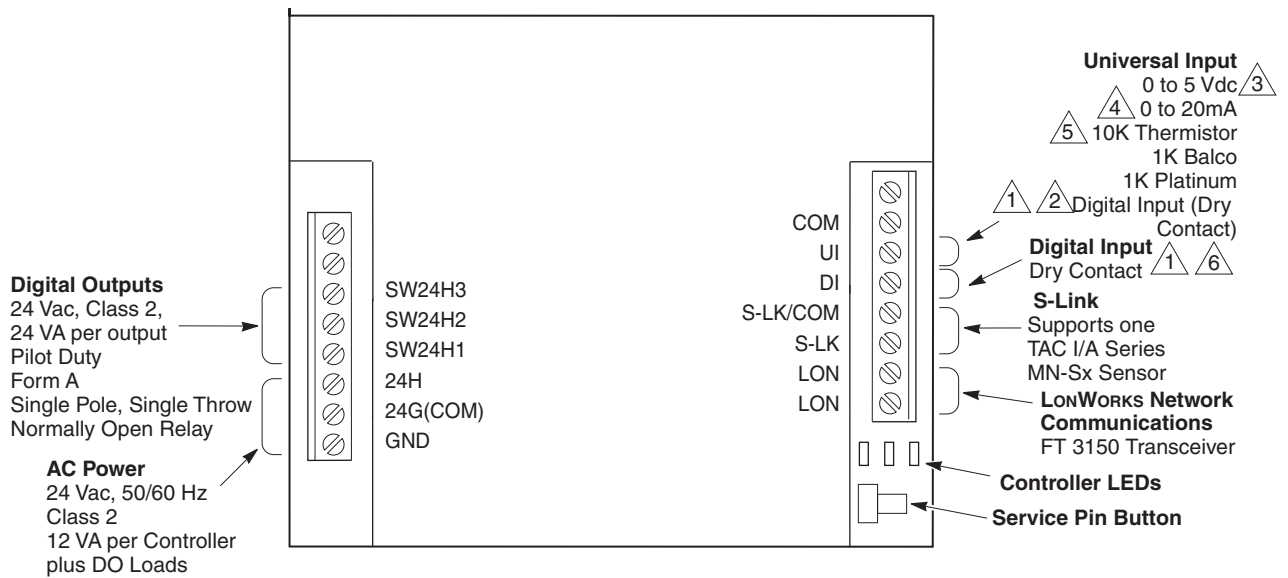 Universal Input
0 to 5 Vdc 3
4 0 to 20mA
5 10K Thermistor
1K Balco
1K Platinum
1 2 Digital Input (Dry
Contact)
Digital Input
Dry Contact 1 6
S-Link
Supports one
TAC I/A Series
MN-Sx Sensor
LONWORKS Network
Communications
FT 3150 Transceiver
Controller LEDs
Service Pin Button
COM
UI
DI
S-LK/COM
S-LK
LON
LON
SW24H3
SW24H2
SW24H1
24H
24G(COM)
GND
Digital Outputs
24 Vac, Class 2,
24 VA per output
Pilot Duty
Form A
Single Pole, Single Throw
Normally Open Relay
AC Power
24 Vac, 50/60 Hz
Class 2
12 VA per Controller
plus DO Loads